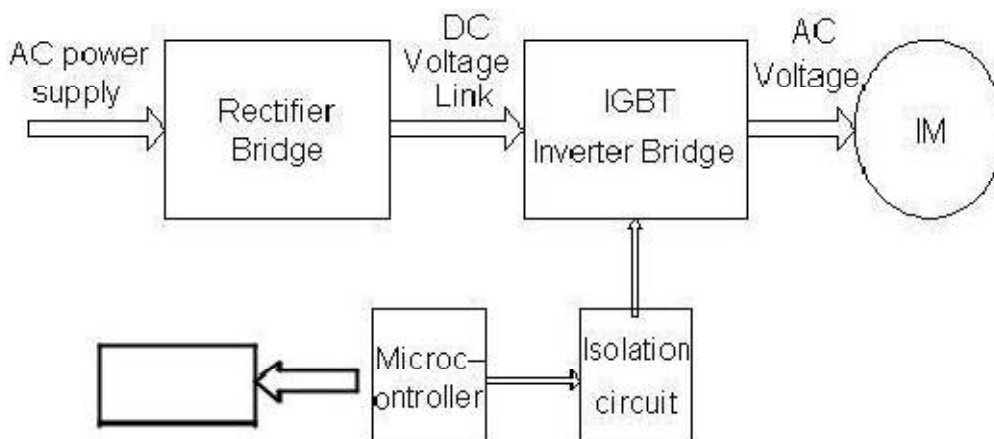 AC power
supply
Rectifier
Bridge
DC
Voltage
Link
IGBT
Inverter Bridge
AC
Voltage
IM
Microc–
ontroller
Isolation
circuit